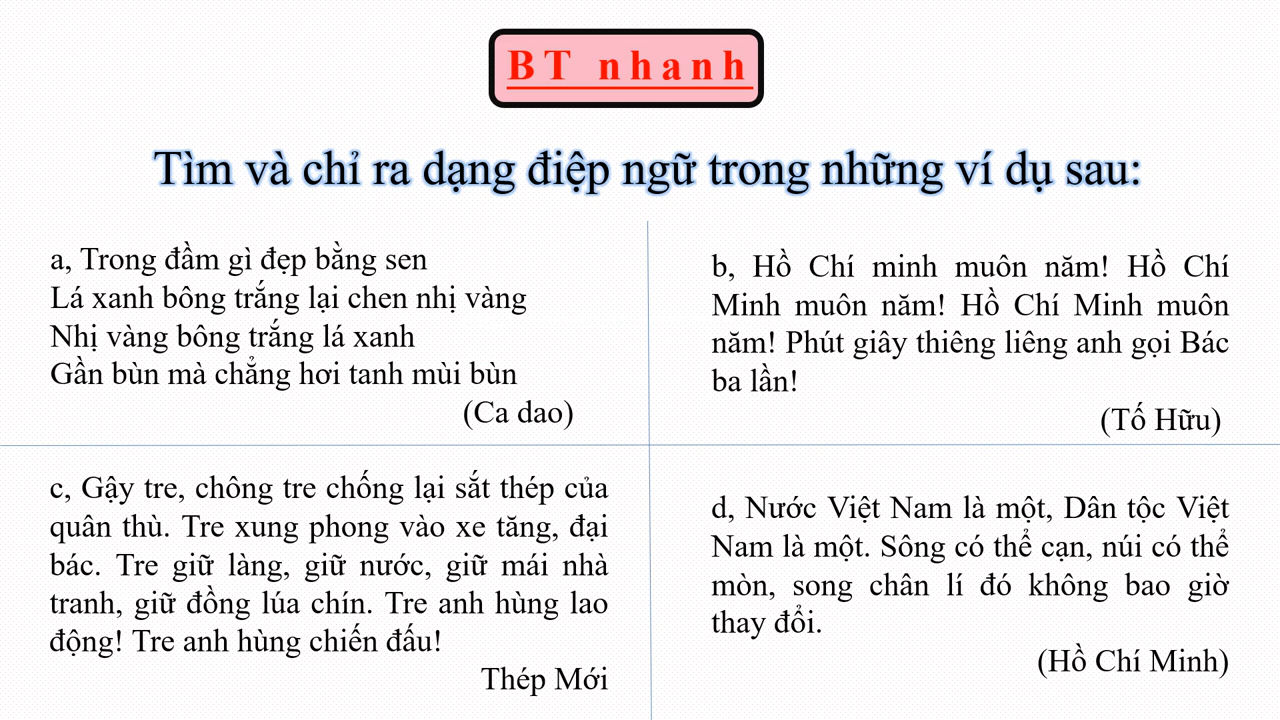 BT nhanh
Tìm và chỉ ra dạng điệp ngữ trong những ví dụ sau:
a, Trong đầm gì đẹp bằng sen
Lá xanh bông trắng lại chen nhị vàng
Nhị vàng bông trắng lá xanh
Gần bùn mà chẳng hơi tanh mùi bùn
(Ca dao)
b, Hồ Chí minh muôn năm! Hồ Chí
Minh muôn năm! Hồ Chí Minh muôn
năm! Phút giây thiêng liêng anh gọi Bác
ba lần!
(Tố Hữu)
c, Gậy tre, chông tre chống lại sắt thép của
quân thù. Tre xung phong vào xe tăng, đại
bác. Tre giữ làng, giữ nước, giữ mái nhà
tranh, giữ đồng lúa chín. Tre anh hùng lao
động! Tre anh hùng chiến đấu!
Thép Mới
d, Nước Việt Nam là một, Dân tộc Việt
Nam là một. Sông có thể cạn, núi có thể
mòn, song chân lí đó không bao giờ
thay đổi.
(Hồ Chí Minh)